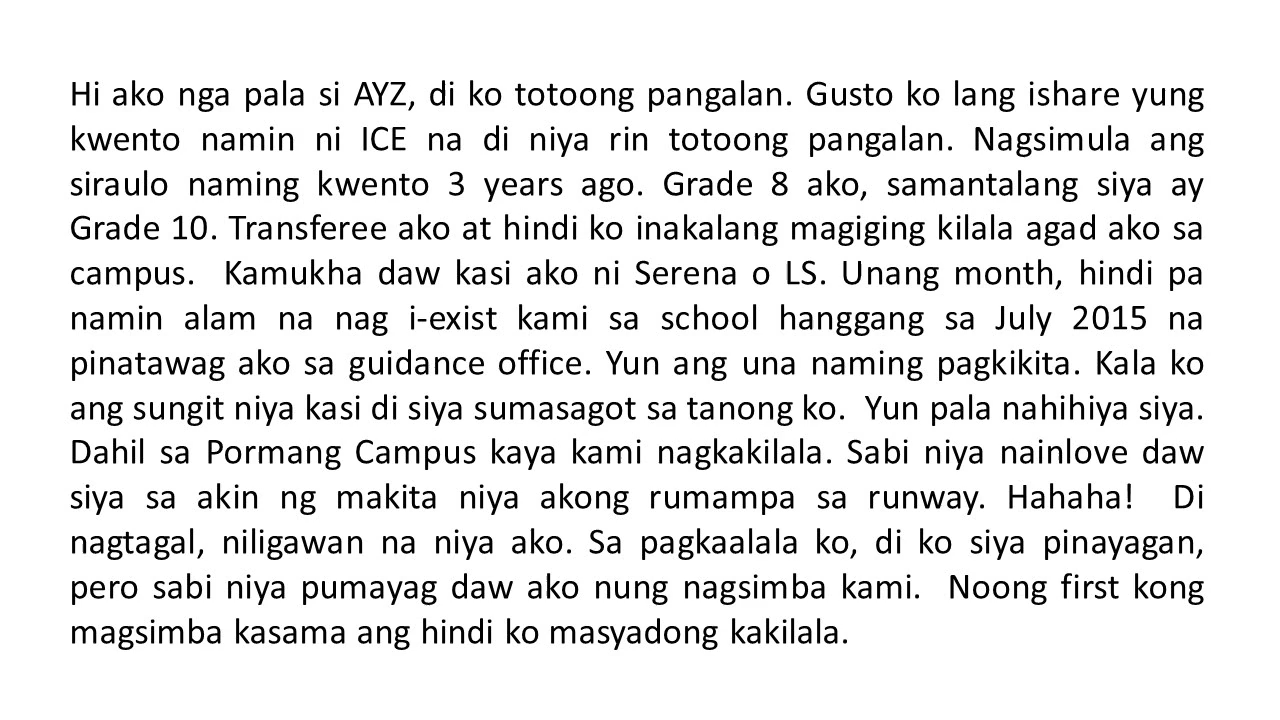 Hi ako nga pala si AYZ, di ko totoong pangalan. Gusto ko lang ishare yung
kwento namin ni ICE na di niya rin totoong pangalan. Nagsimula ang
siraulo naming kwento 3 years ago. Grade 8 ako, samantalang siya ay
Grade 10. Transferee ako at hindi ko inakalang magiging kilala agad ako sa
campus.  Kamukha daw kasi ako ni Serena o LS. Unang month, hindi pa
namin alam na nag i-exist kami sa school hanggang sa July 2015 na
pinatawag ako sa guidance office. Yun ang una naming pagkikita. Kala ko
ang sungit niya kasi di siya sumasagot sa tanong ko.  Yun pala nahihiya siya.
Dahil sa Pormang Campus kaya kami nagkakilala. Sabi niya nainlove daw
siya sa akin ng makita niya akong rumampa sa runway. Hahaha!  Di
nagtagal, niligawan na niya ako. Sa pagkaalala ko, di ko siya pinayagan,
pero sabi niya pumayag daw ako nung nagsimba kami.  Noong first kong
magsimba kasama ang hindi ko masyadong kakilala.